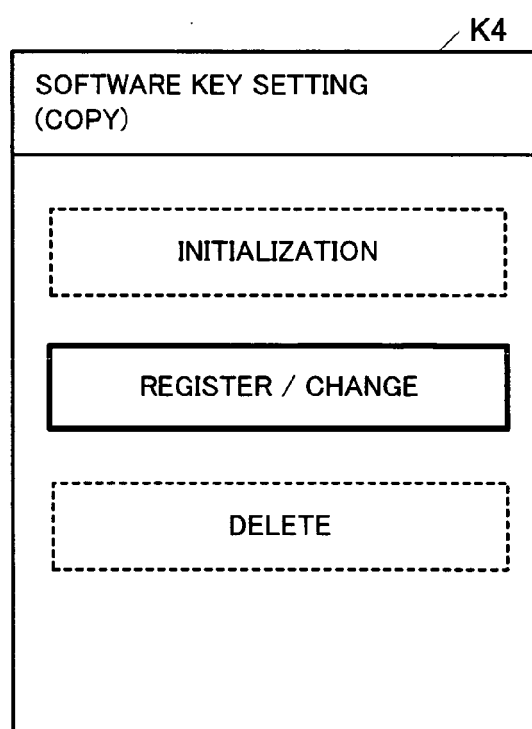 K4
SOFTWARE KEY SETTING
(COPY)
INITIALIZATION
REGISTER / CHANGE
DELETE